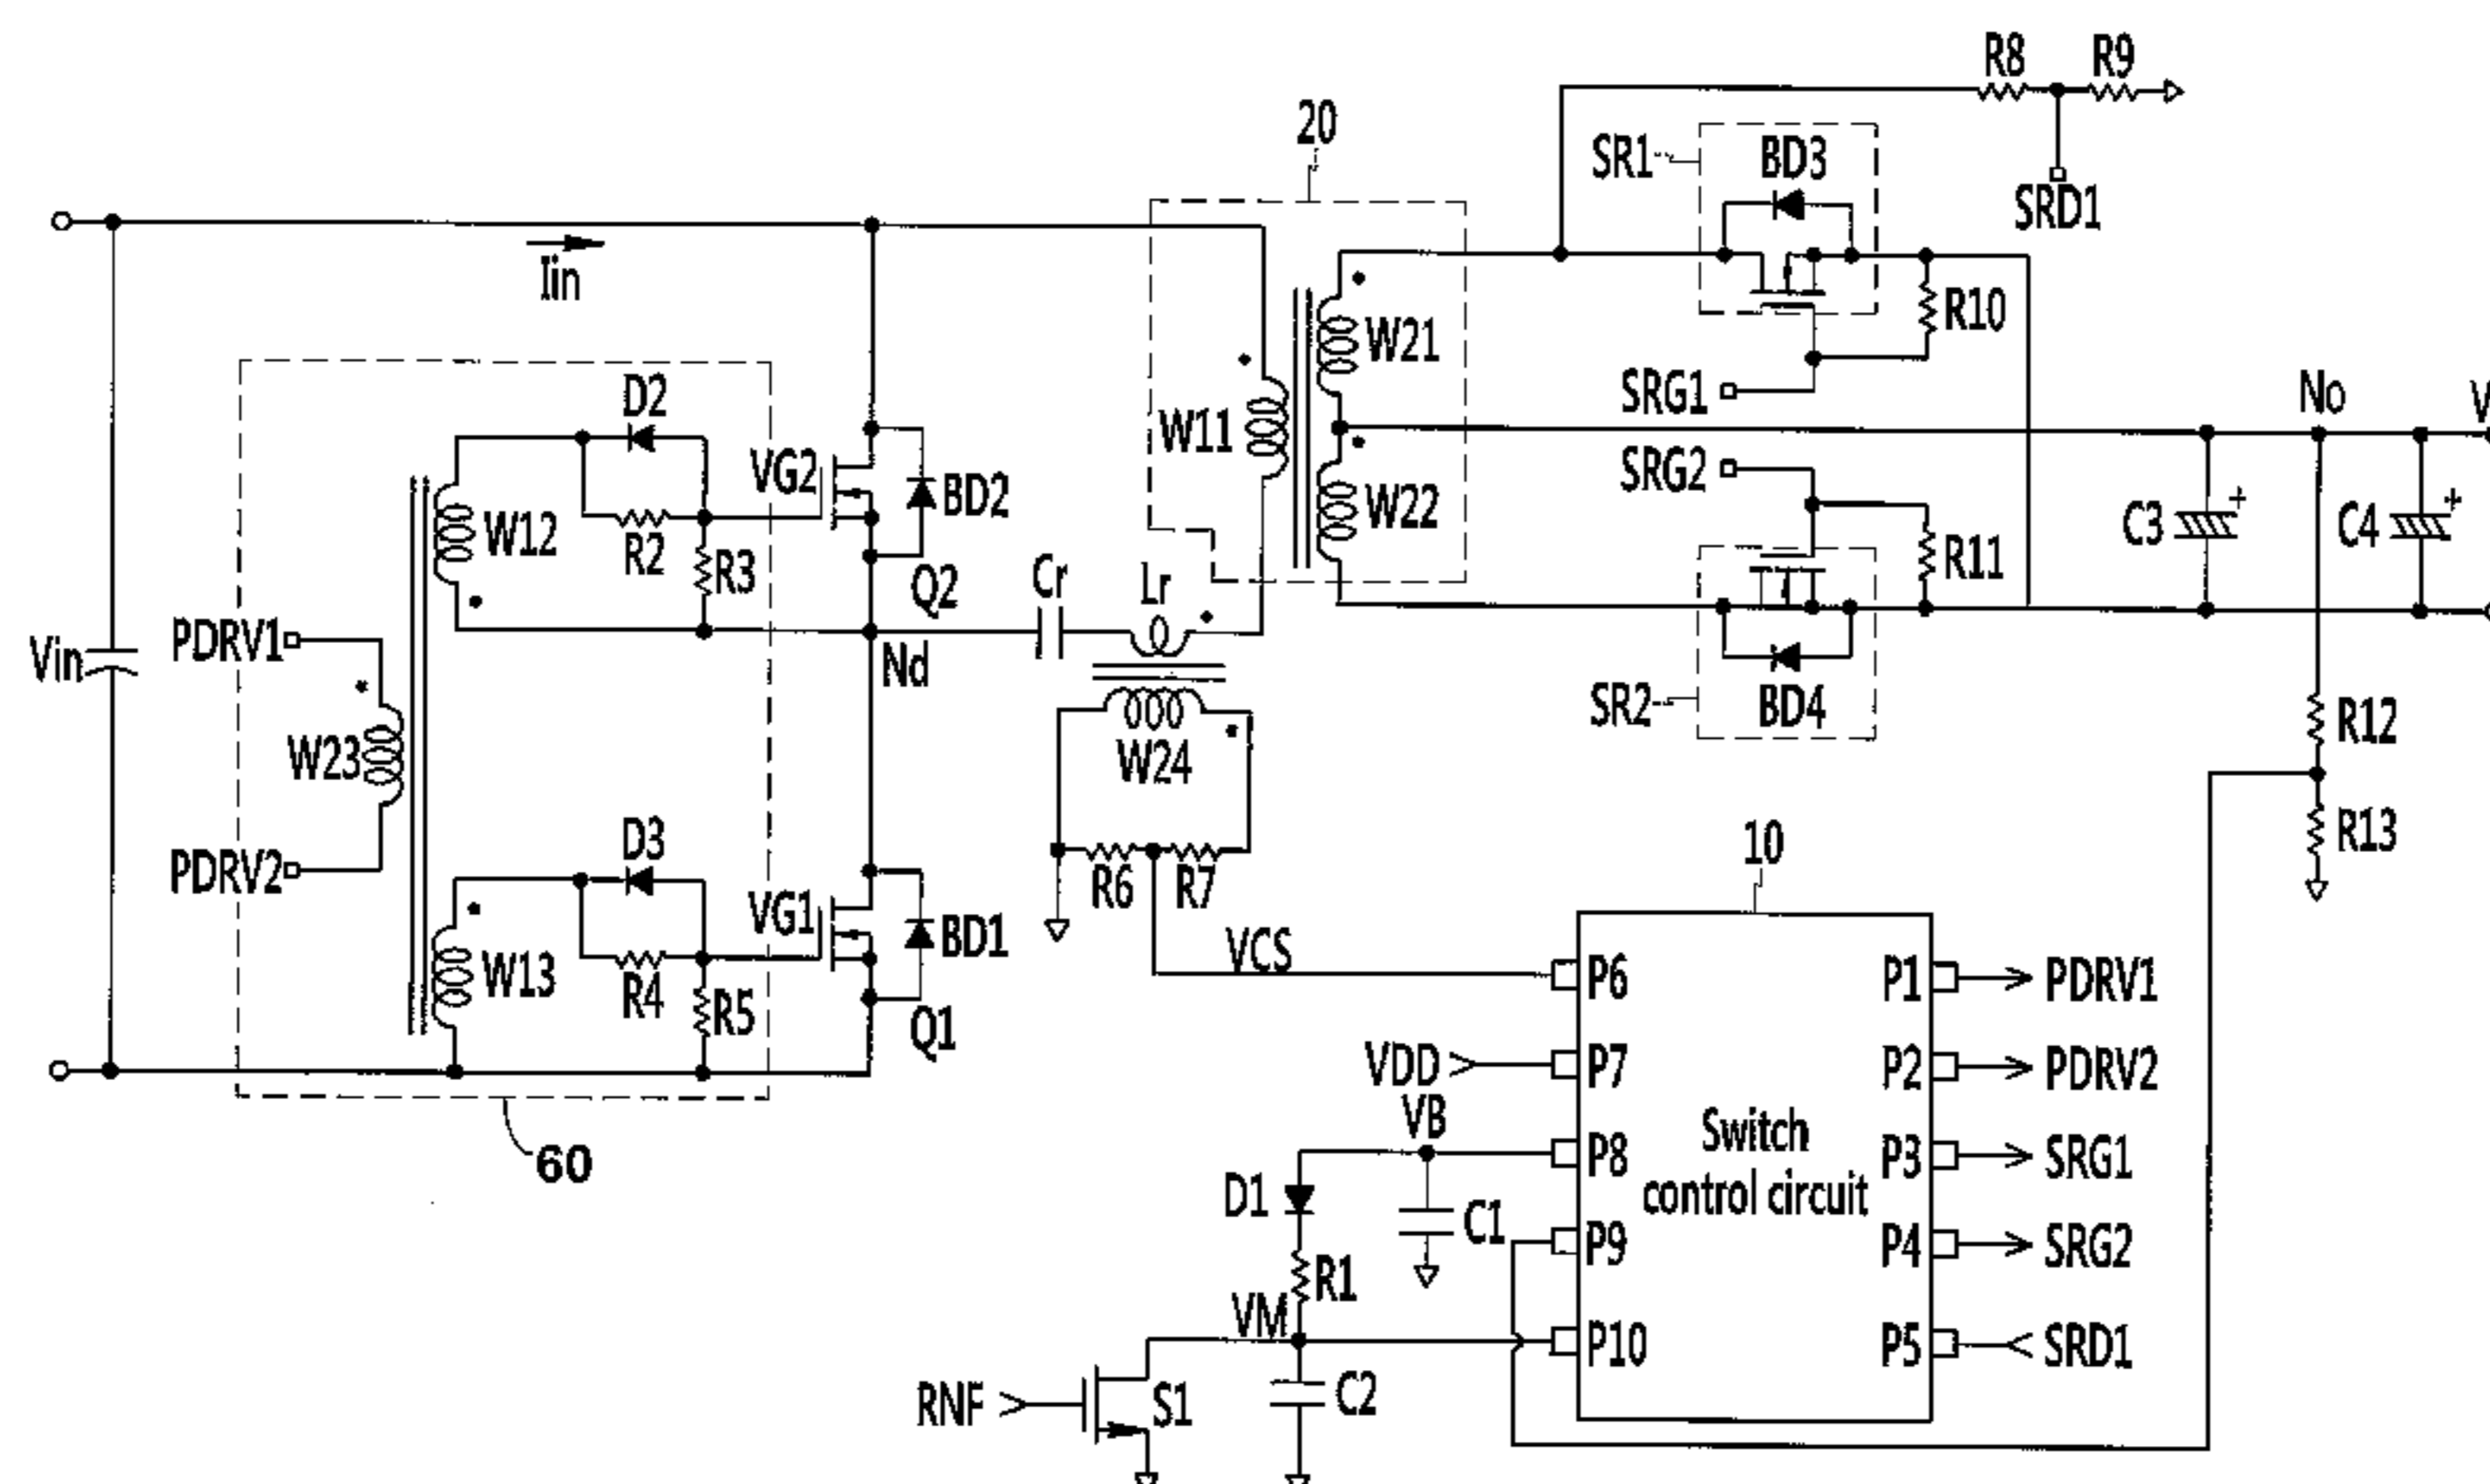 R8
R9
20
SR1
BD3
SRD1
Iin
R10
W21
D2
SRG1
No
V
W11
VG2
SRG2
BD2
W12
W22
R2
R3
C3
C4
R11
Q2
Cr
Lr
PDRV1
Vin
Nd
SR2
BD4
R12
W23
W24
D3
10
R13
PDRV2
R6
R7
VG1
BD1
VCS
W13
R4
R5
P6
P1
PDRV1
Q1
VDD
P7
P2
PDRV2
VB
Switch
control circuit
60
P8
P3
SRG1
D1
C1
P9
P4
SRG2
R1
VM
P10
P5
SRD1
RNF
S1
C2